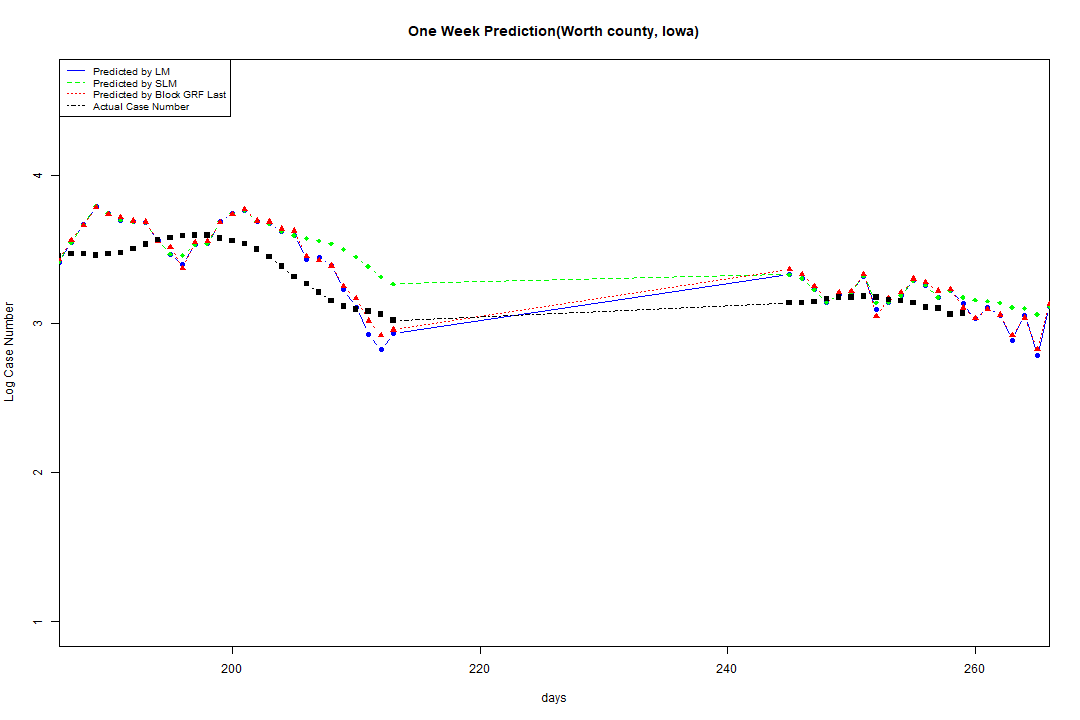 One Week Prediction(Worth county, Iowa)
Predicted by LM
Predicted by SLM
Predicted by Block GRF Last
Actual Case Number
4
3
2
1
Log Case Number
200 220 240 260
days